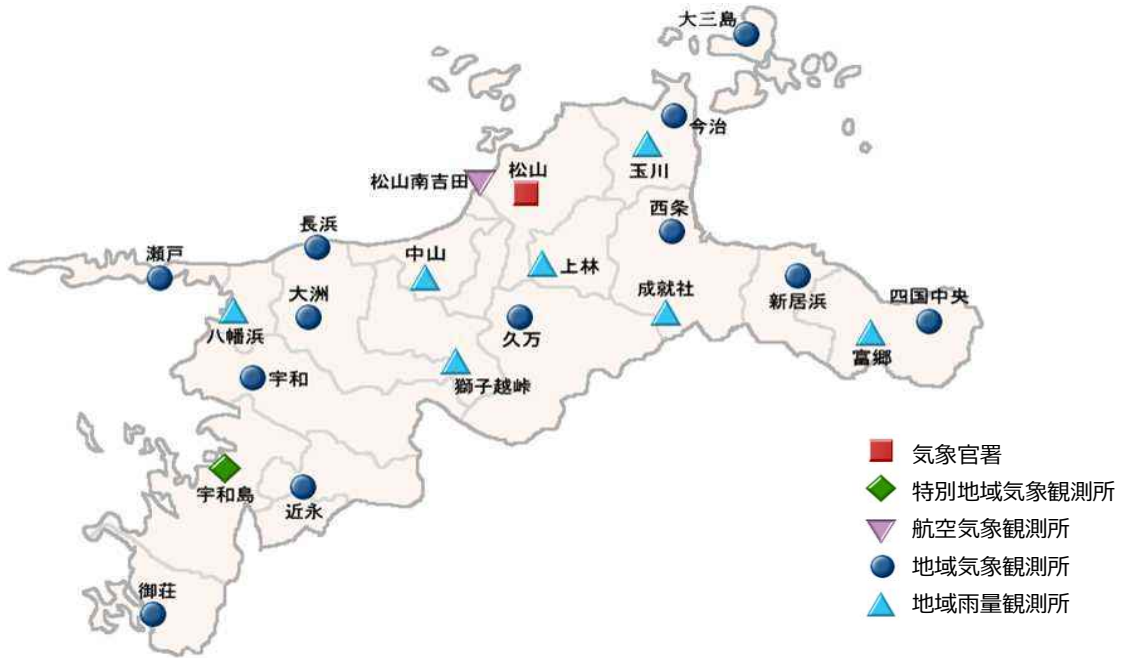 大三島
今治
玉川
松山
松山南吉田
西条
長浜
瀬戸
中山
上林
大洲
成就社
新居浜
四国中央
八幡浜
久万
富郷
宇和
獅子越峠
宇和島
近永
御荘
気象官署
特別地域気象観測所
航空気象観測所
地域気象観測所
地域雨量観測所